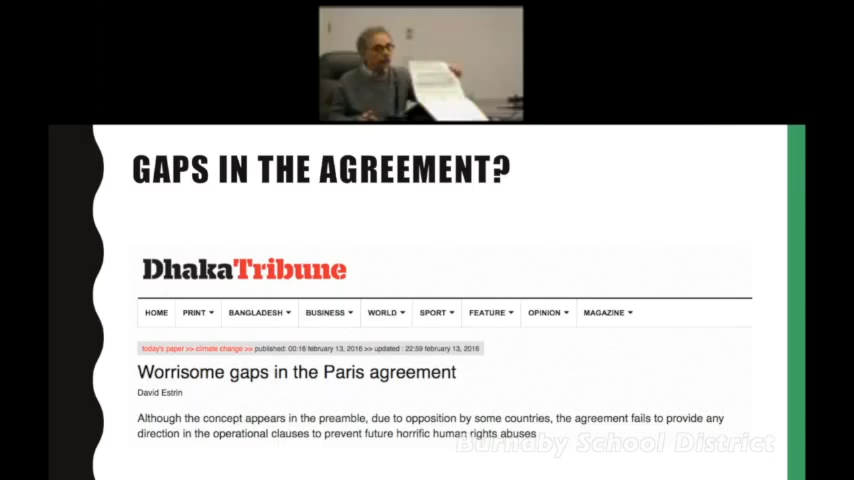 GAPS IN THE AGREEMENT?
DhakaTribune
HOME PRINT BANGLADESH BUSINESS WORLD SPORT FEATURE OPINION MAGAZINE
today's paper >> climate change >> published: 00:16 february 13, 2016 >> updated : 22:59 february 13, 2016
Worrisome gaps in the Paris agreement
David Estrin
Although the concept appears in the preamble, due to opposition by some countries, the agreement fails to provide any
direction in the operational clauses to prevent future horrific human rights abuses
Burnaby School District